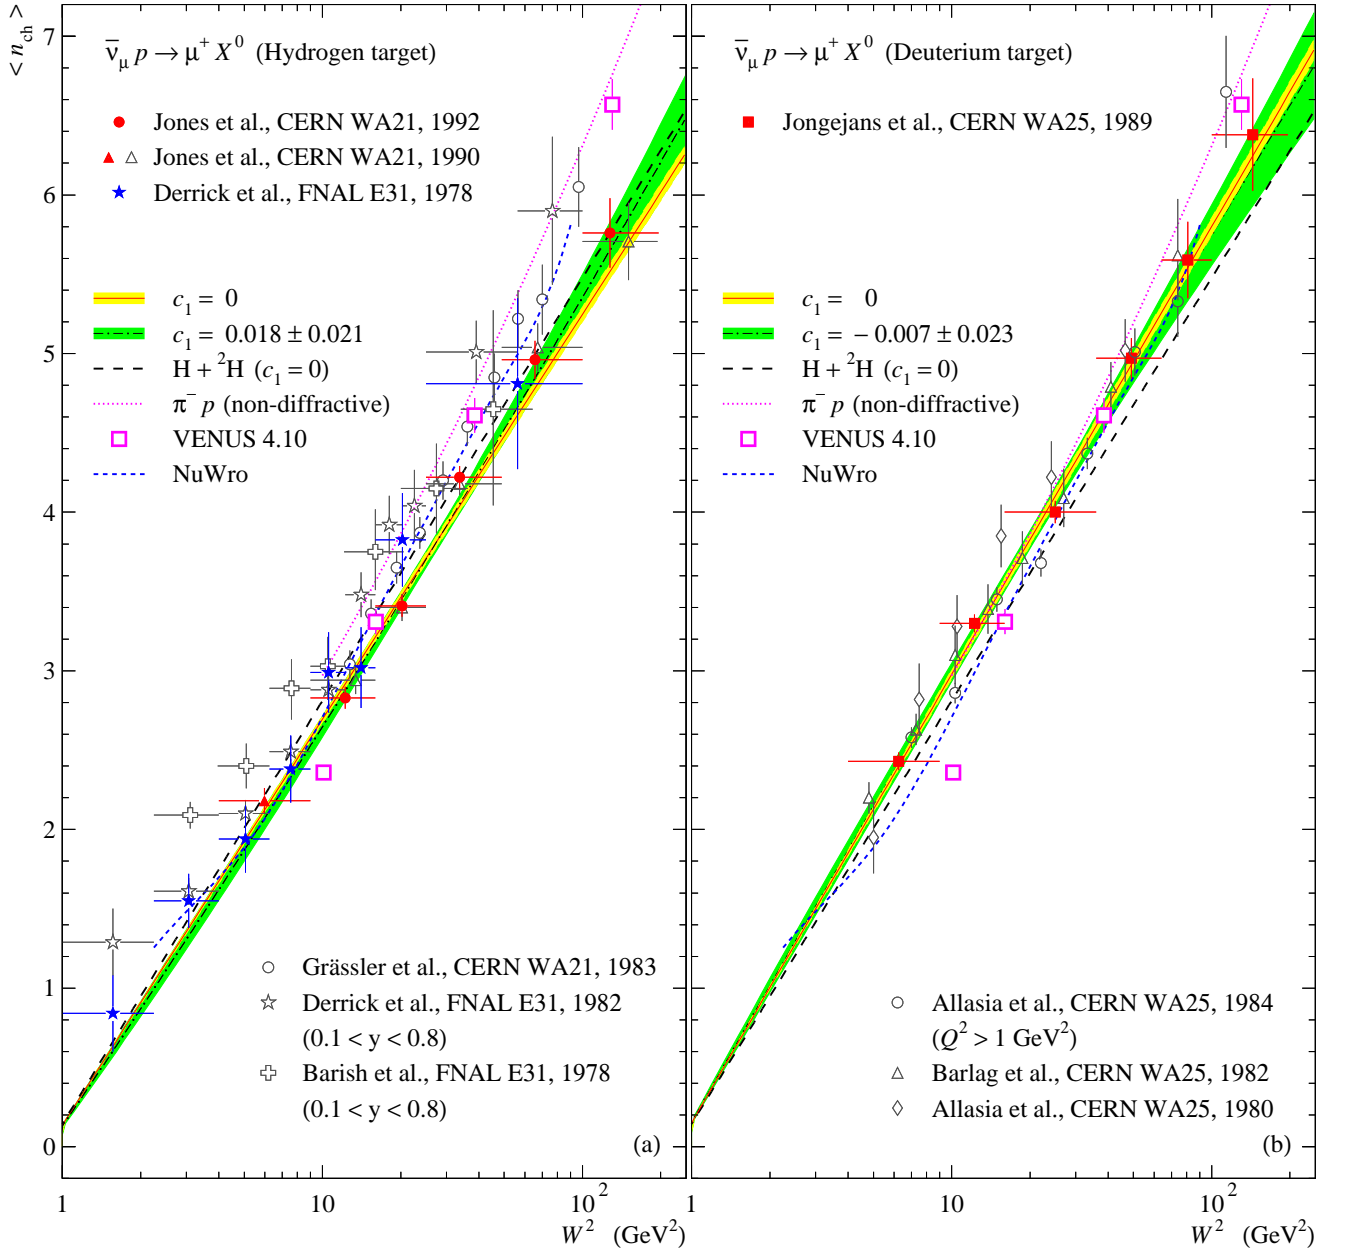 < n_ch >
7
6
5
4
3
2
1
0
ν̅_μ p → μ⁺ X⁰ (Hydrogen target)
Jones et al., CERN WA21, 1992
Jones et al., CERN WA21, 1990
Derrick et al., FNAL E31, 1978
c₁ = 0
c₁ = 0.018 ± 0.021
H + ²H (c₁ = 0)
π⁻ p (non-diffractive)
VENUS 4.10
NuWro
Grässler et al., CERN WA21, 1983
Derrick et al., FNAL E31, 1982
(0.1 < y < 0.8)
Barish et al., FNAL E31, 1978
(0.1 < y < 0.8)
(a)
1 10 10²
W² (GeV²)
ν̅_μ p → μ⁺ X⁰ (Deuterium target)
Jongejans et al., CERN WA25, 1989
c₁ = 0
c₁ = − 0.007 ± 0.023
H + ²H (c₁ = 0)
π⁻ p (non-diffractive)
VENUS 4.10
NuWro
Allasia et al., CERN WA25, 1984
(Q² > 1 GeV²)
Barlag et al., CERN WA25, 1982
Allasia et al., CERN WA25, 1980
(b)
1 10 10²
W² (GeV²)